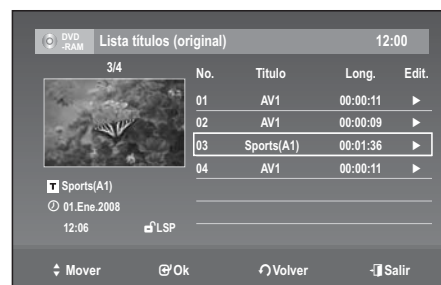 DVD
-RAM
Lista títulos (original)
12:00
3/4
No. Titulo Long. Edit.
01 AV1 00:00:11 ►
02 AV1 00:00:09 ►
03 Sports(A1) 00:01:36 ►
04 AV1 00:00:11 ►
T Sports(A1)
01.Ene.2008
12:06 LSP
Mover Ok Volver Salir